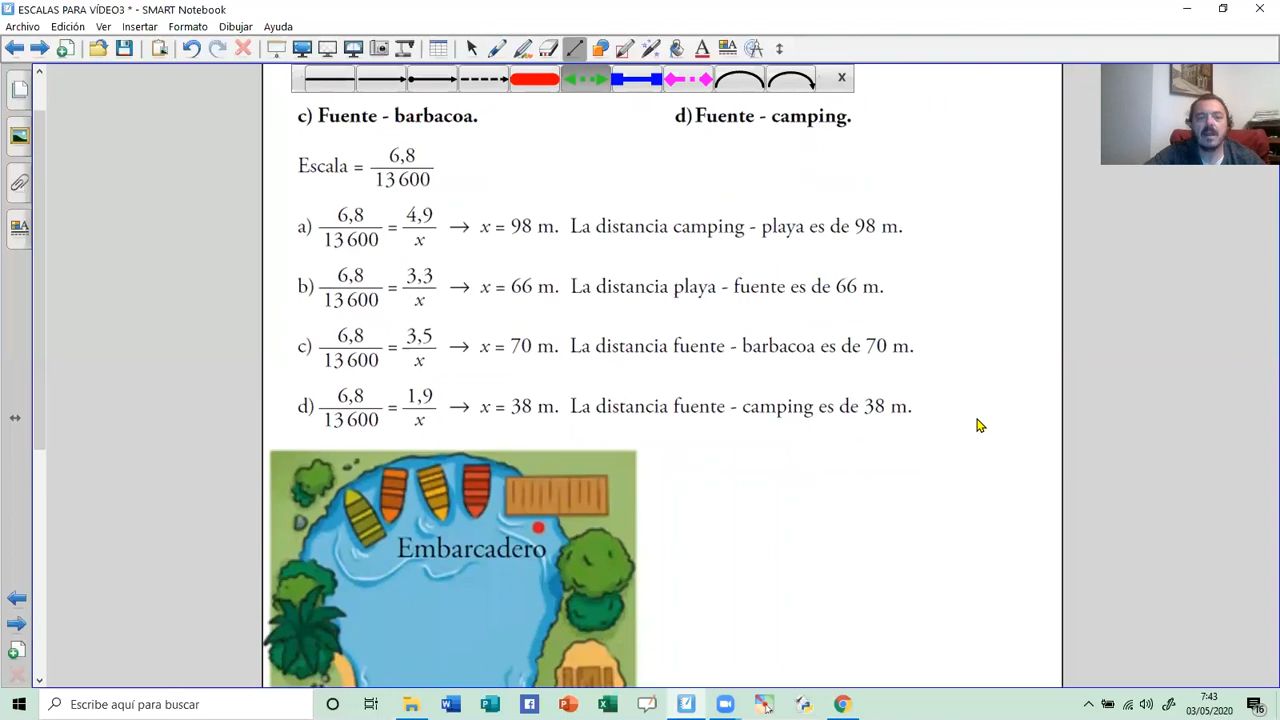 ESCALAS PARA VÍDEO3 * - SMART Notebook
Archivo Edición Ver Insertar Formato Dibujar Ayuda
X
c) Fuente - barbacoa. d) Fuente - camping.
Escala = 6,8 / 13 600
a) 6,8 / 13 600 = 4,9 / x → x = 98 m. La distancia camping - playa es de 98 m.
b) 6,8 / 13 600 = 3,3 / x → x = 66 m. La distancia playa - fuente es de 66 m.
c) 6,8 / 13 600 = 3,5 / x → x = 70 m. La distancia fuente - barbacoa es de 70 m.
d) 6,8 / 13 600 = 1,9 / x → x = 38 m. La distancia fuente - camping es de 38 m.
Embarcadero
Escribe aquí para buscar
7:43
03/05/2020
16